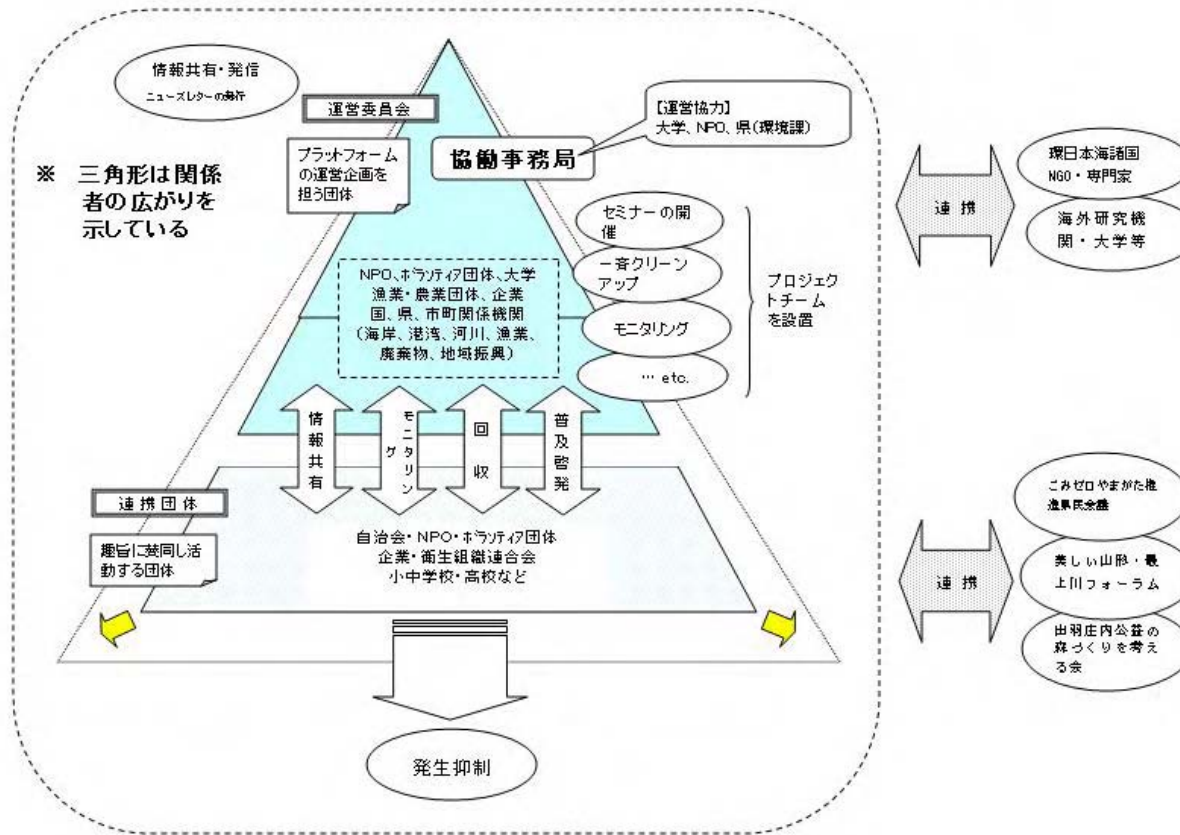 情報共有・発信
ニューズレターの発行
運営委員会
プラットフォーム
の運営企画を
担う団体
【運営協力】
大学、NPO、県(環境課)
協働事務局
※ 三角形は関係
者の広がりを
示している
セミナーの開
催
一斉クリーン
アップ
モニタリング
… etc.
プロジェク
トチーム
を設置
NPO、ボランティア団体、大学
漁業・農業団体、企業
国、県、市町関係機関
(海岸、港湾、河川、漁業、
廃棄物、地域振興)
情報共有
モニタリング
回収
普及啓発
連携団体
趣旨に賛同し活
動する団体
自治会・NPO・ボランティア団体
企業・衛生組織連合会
小中学校・高校など
発生抑制
連携
環日本海諸国
NGO・専門家
海外研究機
関・大学等
連携
ごみゼロやまがた推
進県民会議
美しい山形・最
上川フォーラム
出羽庄内公益の
森づくりを考え
る会